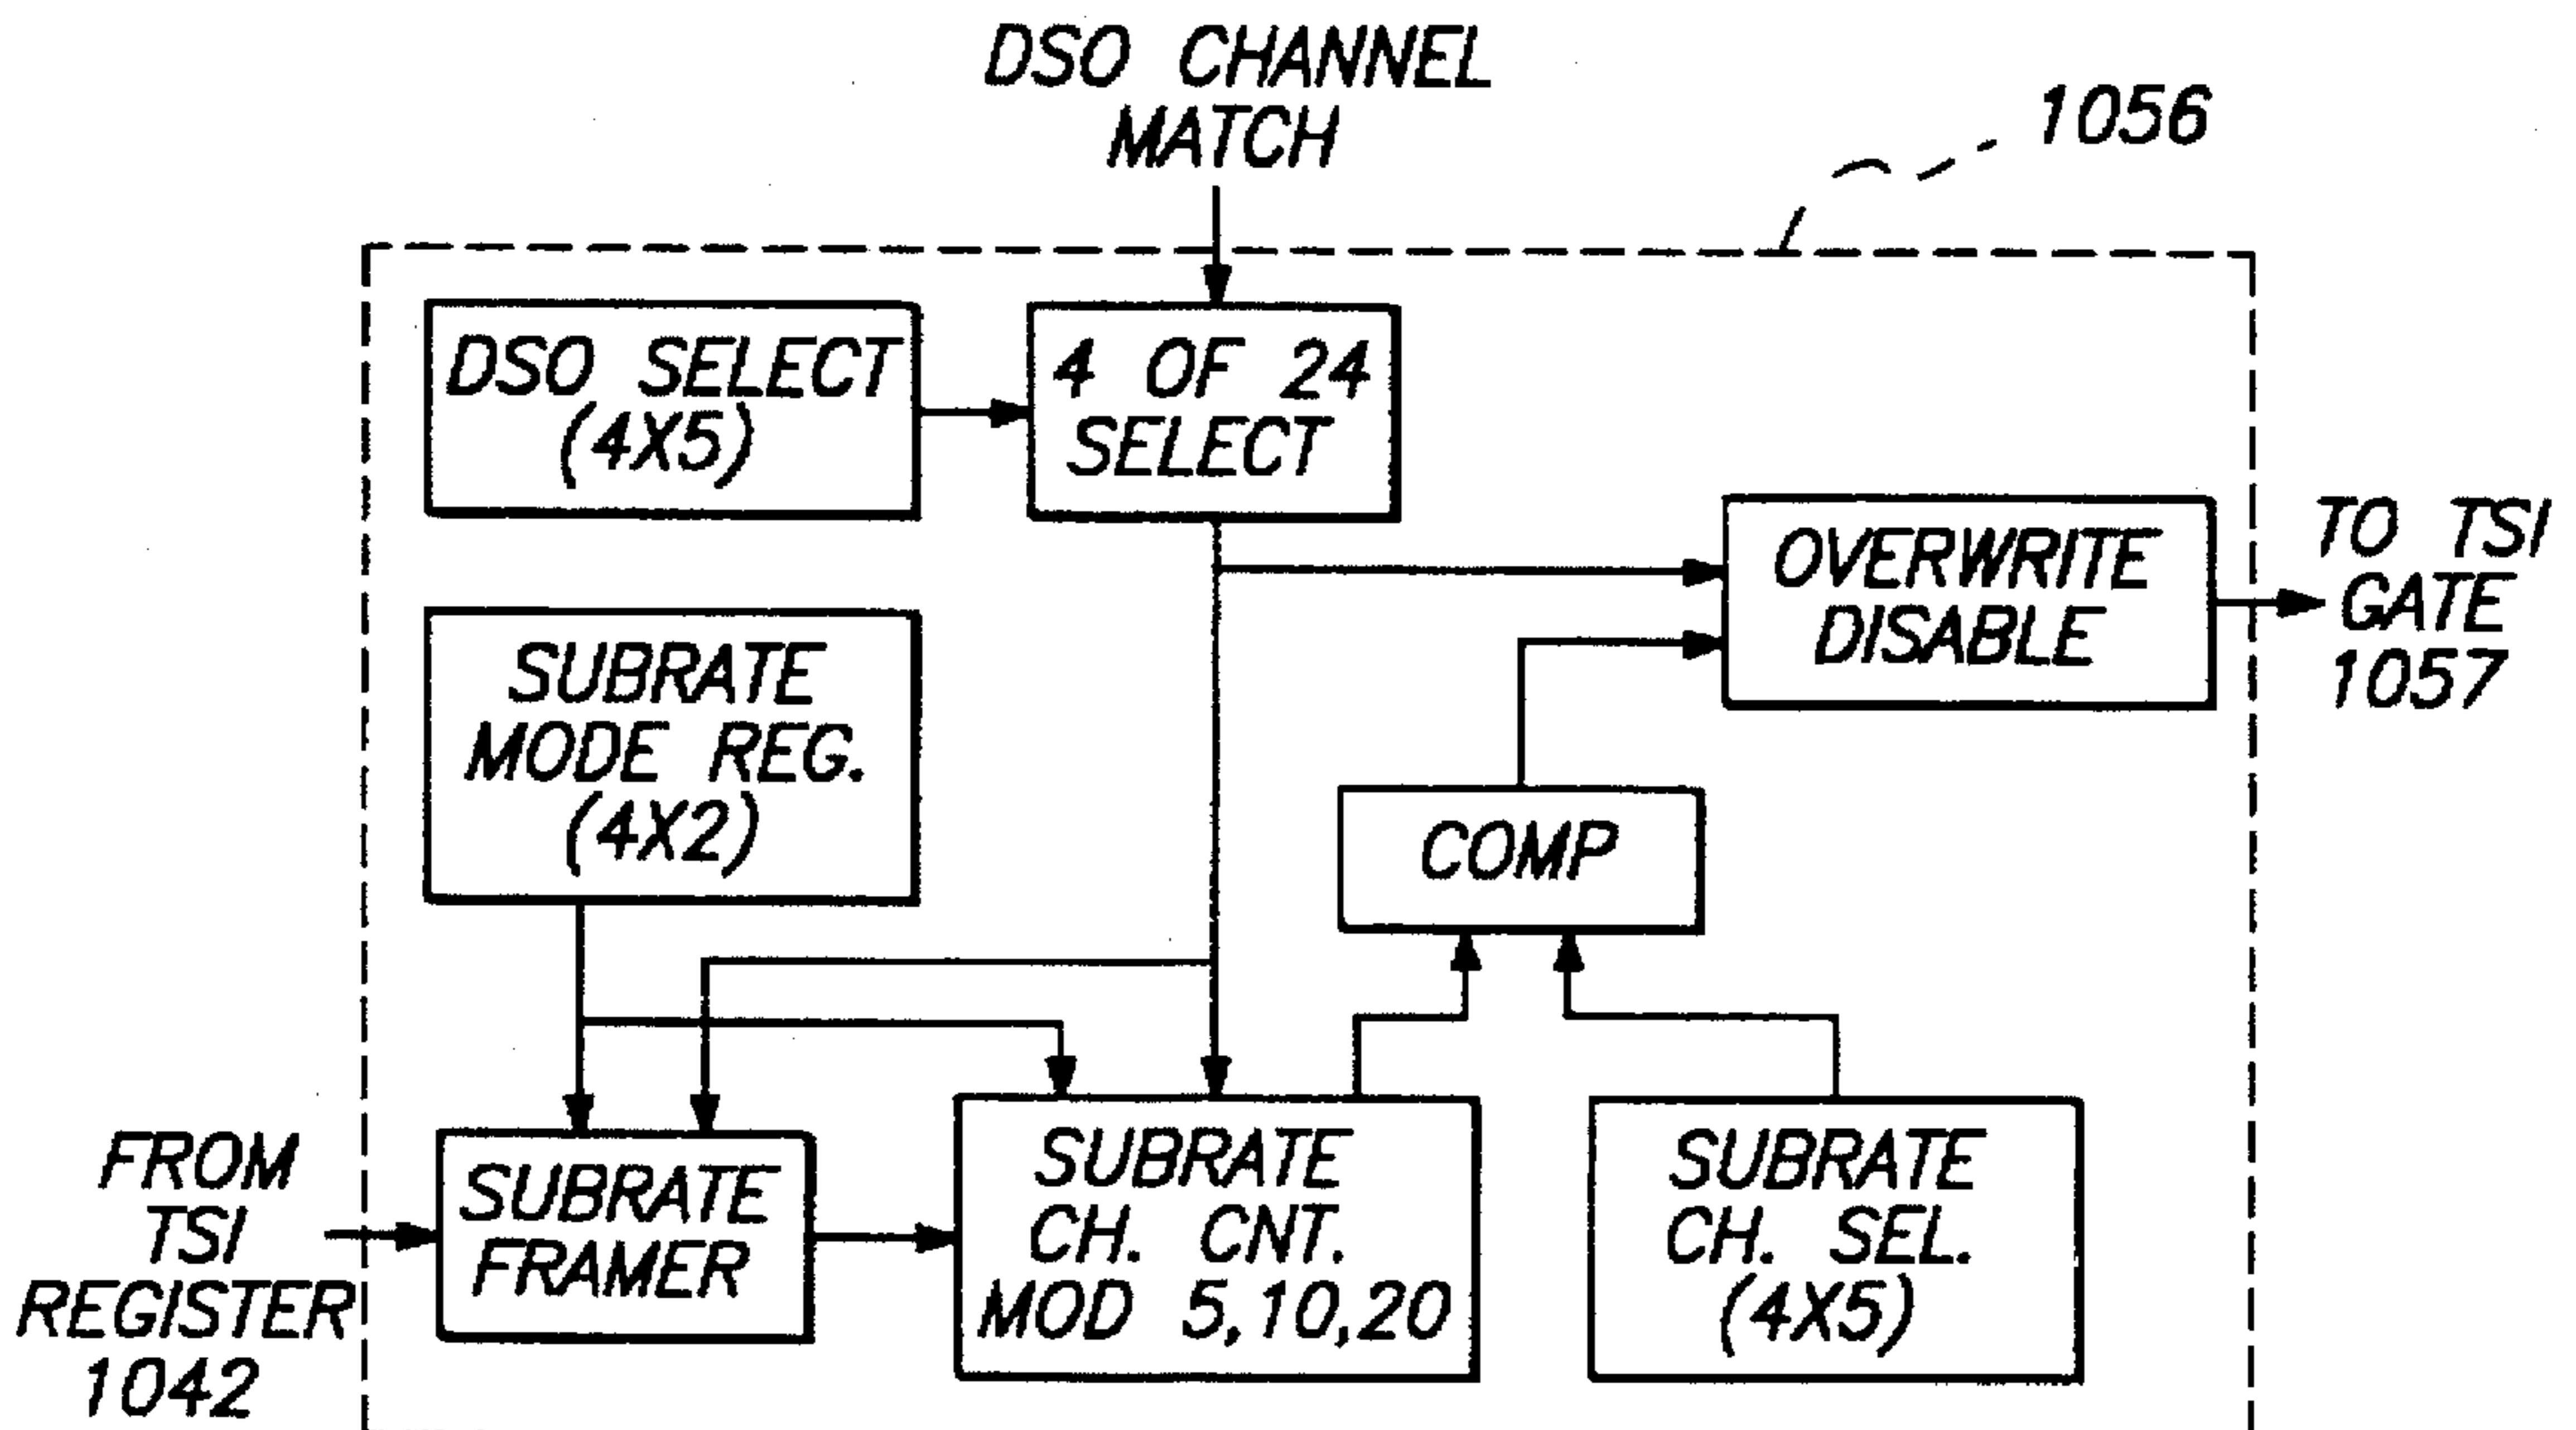 DSO CHANNEL
MATCH
1056
DSO SELECT
(4X5)
4 OF 24
SELECT
OVERWRITE
DISABLE
TO TSI
GATE
1057
SUBRATE
MODE REG.
(4X2)
COMP
FROM
TSI
REGISTER
1042
SUBRATE
FRAMER
SUBRATE
CH. CNT.
MOD 5,10,20
SUBRATE
CH. SEL.
(4X5)